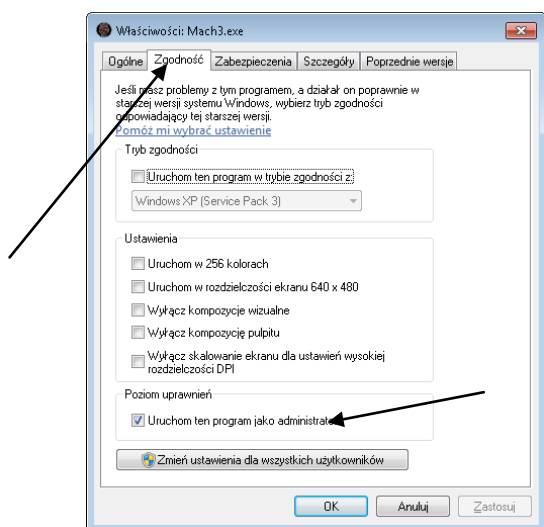 Właściwości: Mach3.exe
Ogólne Zgodność Zabezpieczenia Szczegóły Poprzednie wersje
Jeśli masz problemy z tym programem, a działał on poprawnie w
starszej wersji systemu Windows, wybierz tryb zgodności
odpowiadający tej starszej wersji.
Pomóż mi wybrać ustawienie
Tryb zgodności
Uruchom ten program w trybie zgodności z:
Windows XP (Service Pack 3)
Ustawienia
Uruchom w 256 kolorach
Uruchom w rozdzielczości ekranu 640 x 480
Wyłącz kompozycje wizualne
Wyłącz kompozycję pulpitu
Wyłącz skalowanie ekranu dla ustawień wysokiej
rozdzielczości DPI
Poziom uprawnień
Uruchom ten program jako administrator
Zmień ustawienia dla wszystkich użytkowników
OK Anuluj Zastosuj